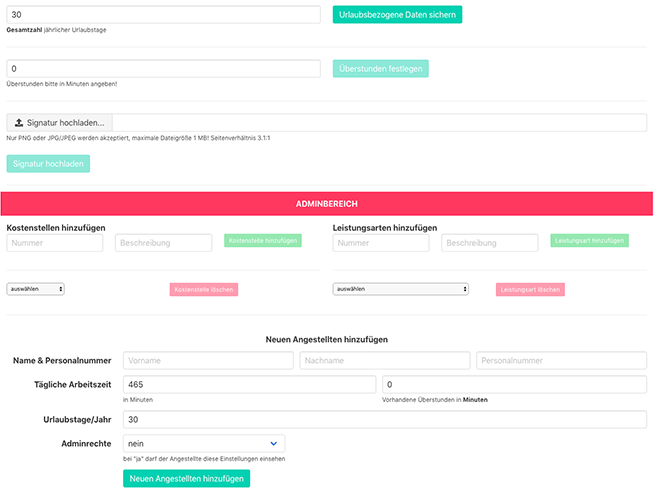 30 Urlaubsbezogene Daten sichern
Gesamtzahl jährlicher Urlaubstage
0 Überstunden festlegen
Überstunden bitte in Minuten angeben!
Signatur hochladen...
Nur PNG oder JPG/JPEG werden akzeptiert, maximale Dateigröße 1 MB! Seitenverhältnis 3.1:1
Signatur hochladen
ADMINBEREICH
Kostenstellen hinzufügen Leistungsarten hinzufügen
Nummer Beschreibung Kostenstelle hinzufügen Nummer Beschreibung Leistungsart hinzufügen
auswählen Kostenstelle löschen auswählen Leistungsart löschen
Neuen Angestellten hinzufügen
Name & Personalnummer Vorname Nachname Personalnummer
Tägliche Arbeitszeit 465 0
in Minuten Vorhandene Überstunden in Minuten
Urlaubstage/Jahr 30
Adminrechte nein
bei "ja" darf der Angestellte diese Einstellungen einsehen
Neuen Angestellten hinzufügen